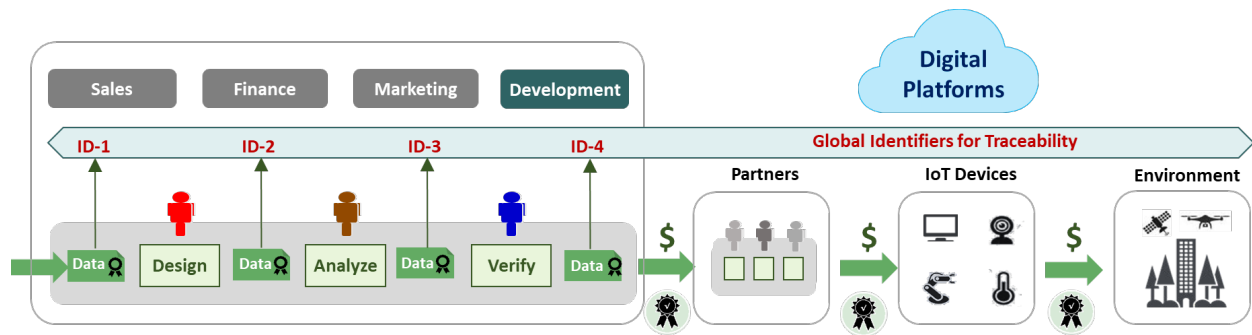 Digital
Platforms
Sales
Finance
Marketing
Development
ID-1
ID-2
ID-3
ID-4
Global Identifiers for Traceability
Partners
IoT Devices
Environment
Data
Design
Data
Analyze
Data
Verify
Data
$
$
$